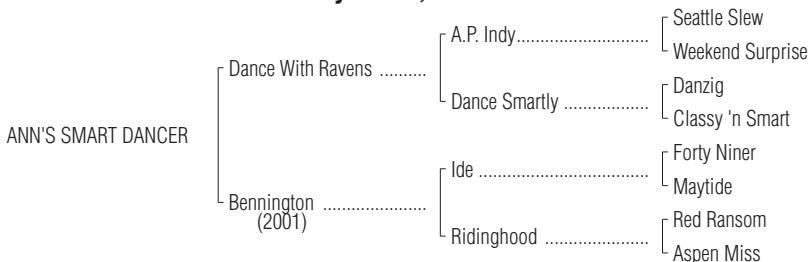 Seattle Slew
A.P. Indy
Weekend Surprise
Dance With Ravens
Danzig
Dance Smartly
Classy 'n Smart
ANN'S SMART DANCER
Forty Niner
Ide
Maytide
Bennington
(2001)
Red Ransom
Ridinghood
Aspen Miss